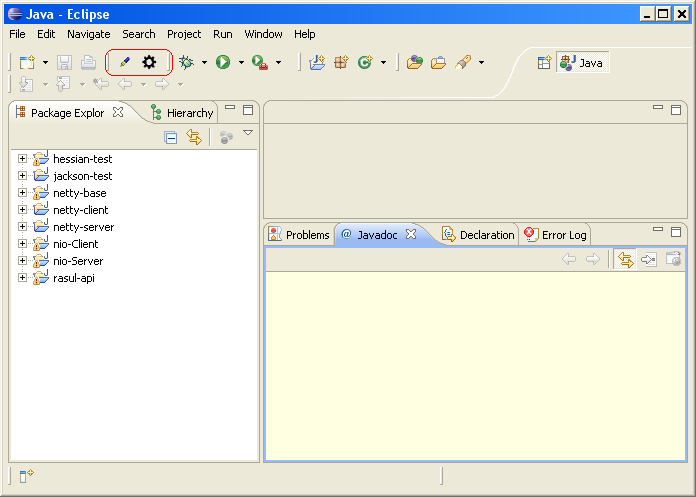 Java - Eclipse
File Edit Navigate Search Project Run Window Help
Java
Package Explor Hierarchy
hessian-test
jackson-test
netty-base
netty-client
netty-server
nio-Client
nio-Server
rasul-api
Problems @ Javadoc Declaration Error Log